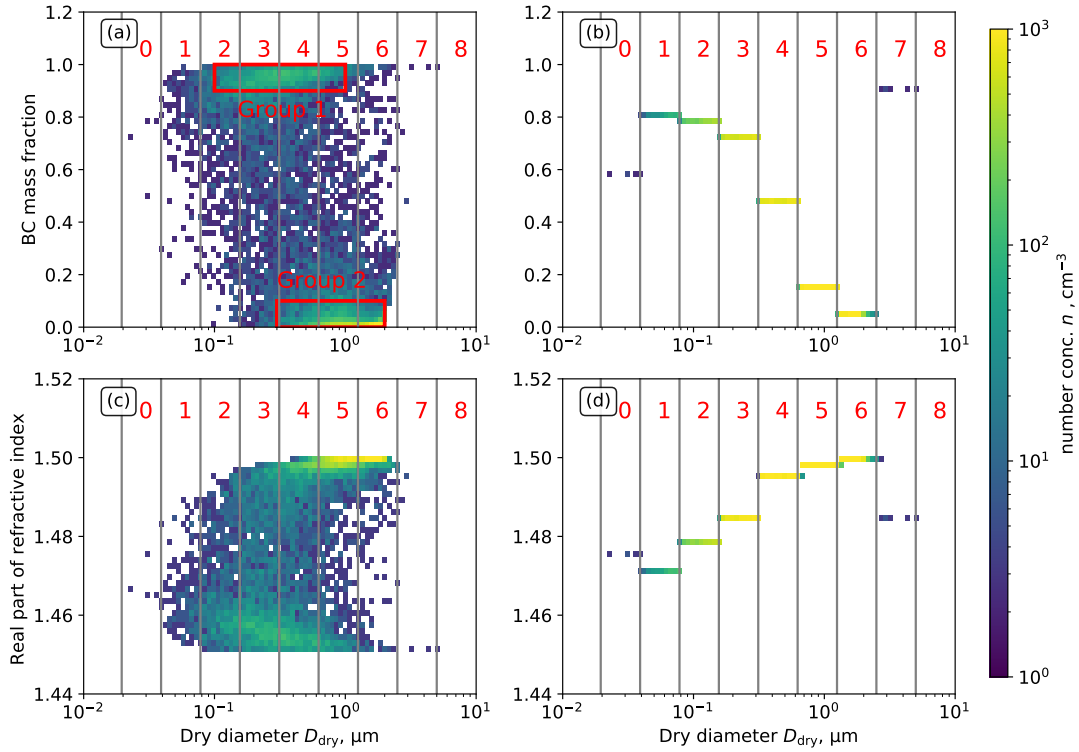 (a)
0 1 2 3 4 5 6 7 8
Group 1
Group 2
BC mass fraction
1.2
1.0
0.8
0.6
0.4
0.2
0.0
10⁻² 10⁻¹ 10⁰ 10¹
(b)
0 1 2 3 4 5 6 7 8
1.2
1.0
0.8
0.6
0.4
0.2
0.0
10⁻² 10⁻¹ 10⁰ 10¹
(c)
0 1 2 3 4 5 6 7 8
Real part of refractive index
1.52
1.50
1.48
1.46
1.44
10⁻² 10⁻¹ 10⁰ 10¹
Dry diameter D_dry, μm
(d)
0 1 2 3 4 5 6 7 8
1.52
1.50
1.48
1.46
1.44
10⁻² 10⁻¹ 10⁰ 10¹
Dry diameter D_dry, μm
10³
10²
10¹
10⁰
number conc. n , cm⁻³